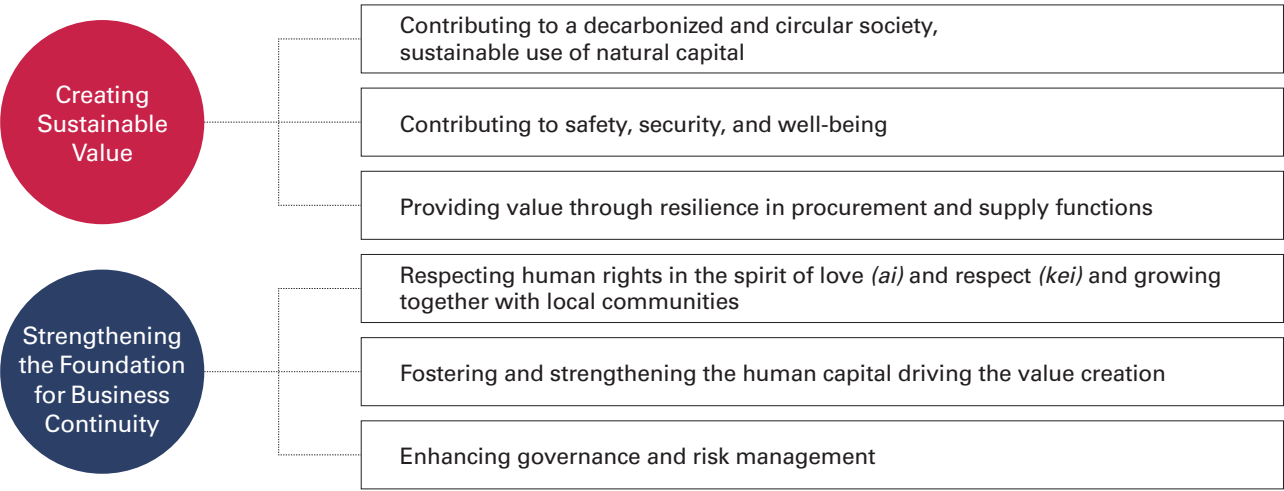 Creating
Sustainable
Value
Contributing to a decarbonized and circular society,
sustainable use of natural capital
Contributing to safety, security, and well-being
Providing value through resilience in procurement and supply functions
Strengthening
the Foundation
for Business
Continuity
Respecting human rights in the spirit of love (ai) and respect (kei) and growing
together with local communities
Fostering and strengthening the human capital driving the value creation
Enhancing governance and risk management